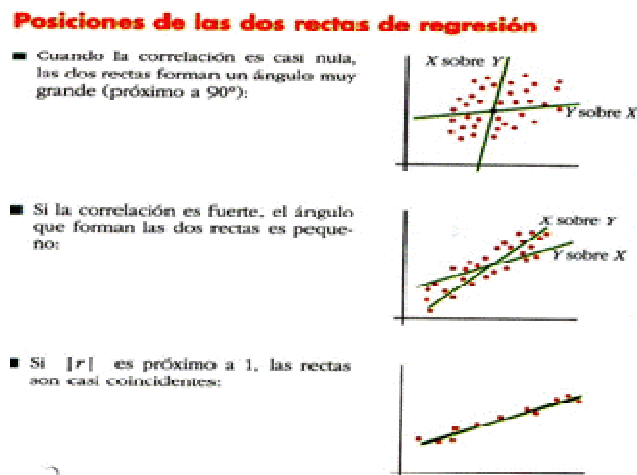 Posiciones de las dos rectas de regresión
Cuando la correlación es casi nula,
las dos rectas forman un ángulo muy
grande (próximo a 90º):
X sobre Y
Y sobre X
Si la correlación es fuerte, el ángulo
que forman las dos rectas es peque-
ño:
X sobre Y
Y sobre X
Si |r| es próximo a 1, las rectas
son casi coincidentes: